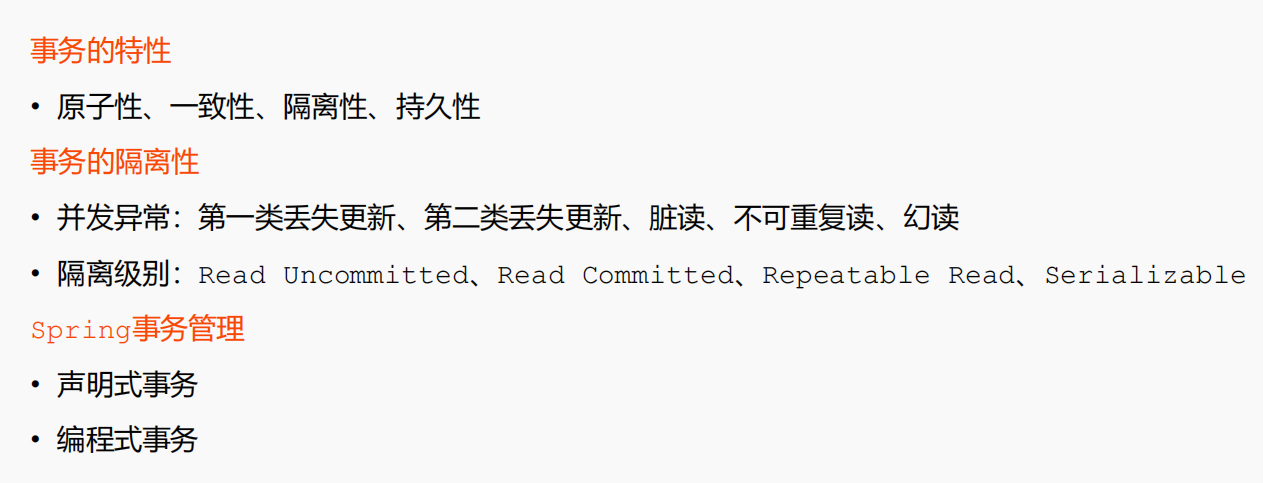 事务的特性
• 原子性、一致性、隔离性、持久性
事务的隔离性
• 并发异常：第一类丢失更新、第二类丢失更新、脏读、不可重复读、幻读
• 隔离级别：Read Uncommitted、Read Committed、Repeatable Read、Serializable
Spring事务管理
• 声明式事务
• 编程式事务